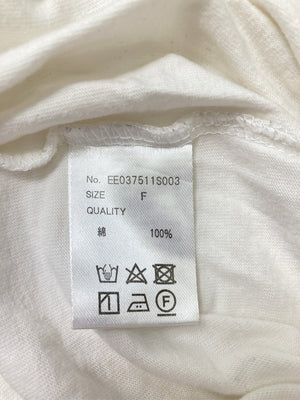 No. EE037511S003
SIZE F
QUALITY
綿 100%
F